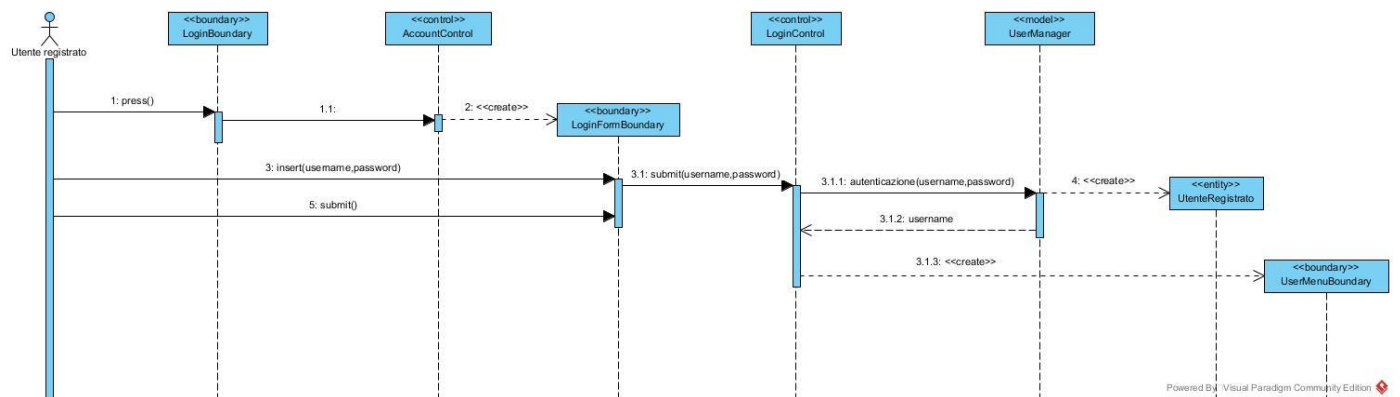 <<boundary>>
LoginBoundary
<<control>>
AccountControl
<<control>>
LoginControl
<<model>>
UserManager
Utente registrato
1: press()
1.1:
2: <<create>>
<<boundary>>
LoginFormBoundary
3: insert(username,password)
3.1: submit(username,password)
3.1.1: autenticazione(username,password)
4: <<create>>
<<entity>>
UtenteRegistrato
5: submit()
3.1.2: username
3.1.3: <<create>>
<<boundary>>
UserMenuBoundary
Powered By Visual Paradigm Community Edition